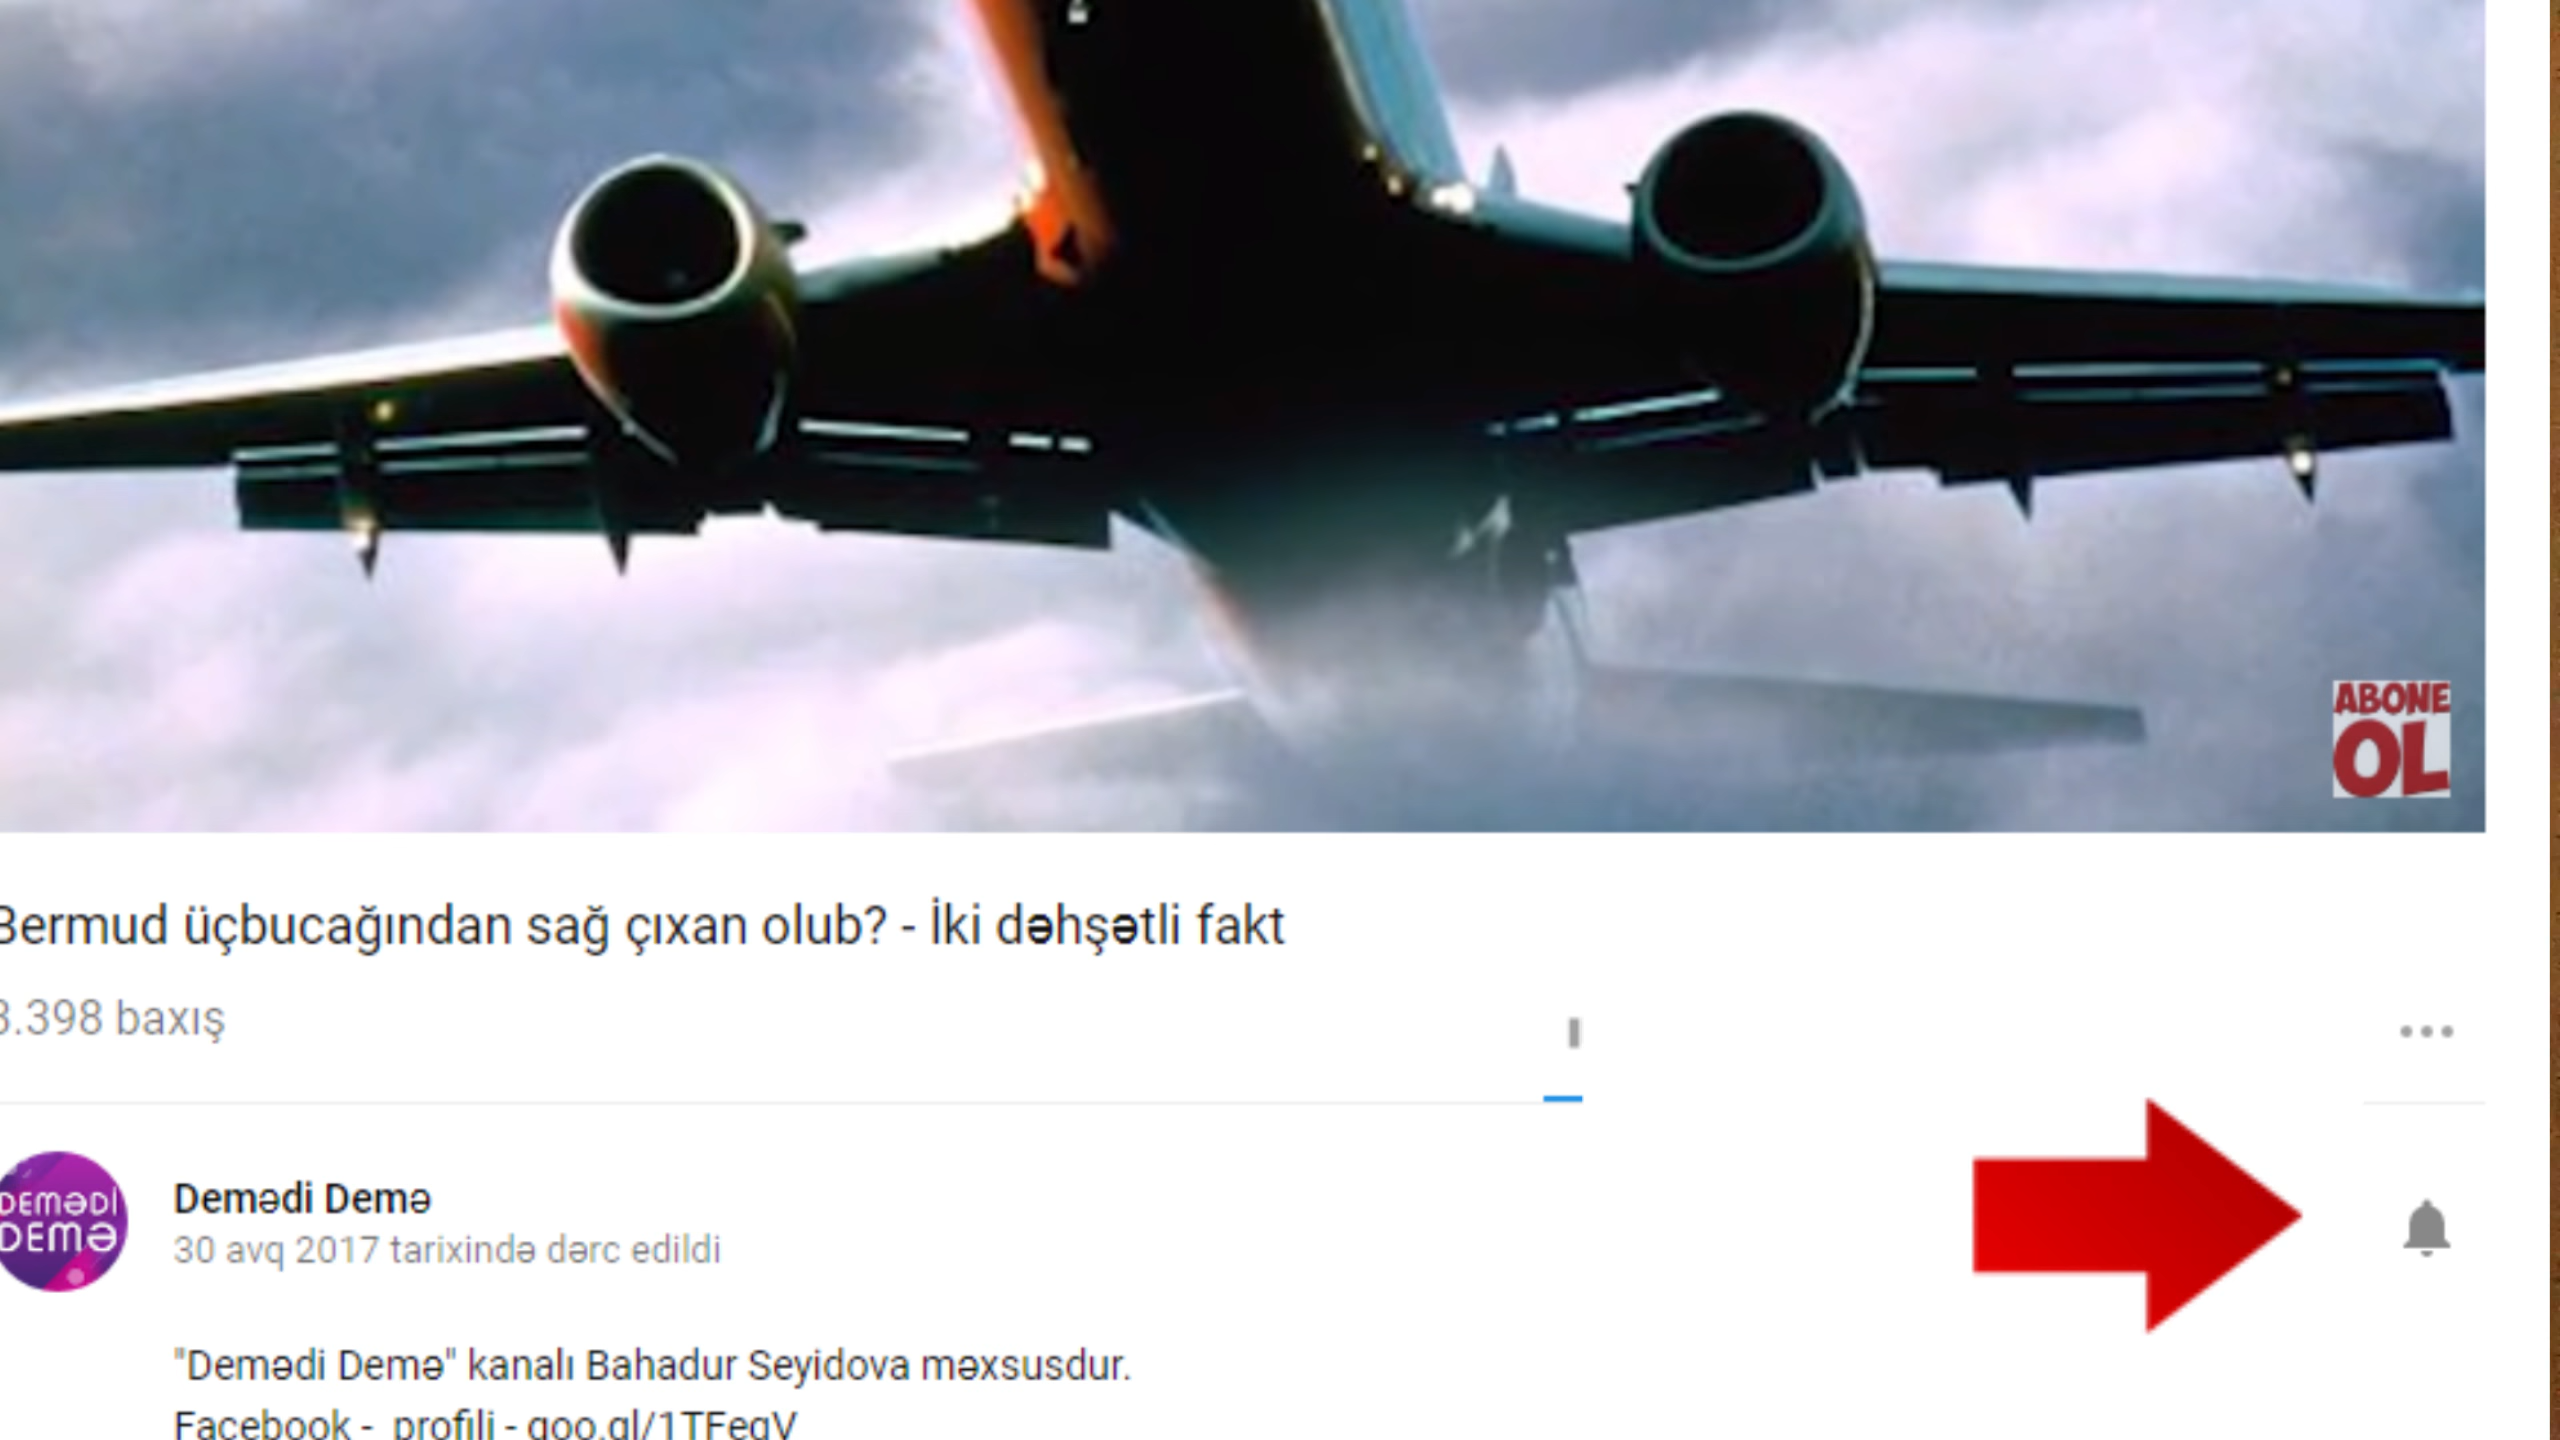 ABONE
OL
Bermud üçbucağından sağ çıxan olub? - İki dəhşətli fakt
3.398 baxış
DEMƏDİ
DEMƏ
Demədi Demə
30 avq 2017 tarixində dərc edildi
"Demədi Demə" kanalı Bahadur Seyidova məxsusdur.
Facebook - profili - goo.gl/1TFeqV